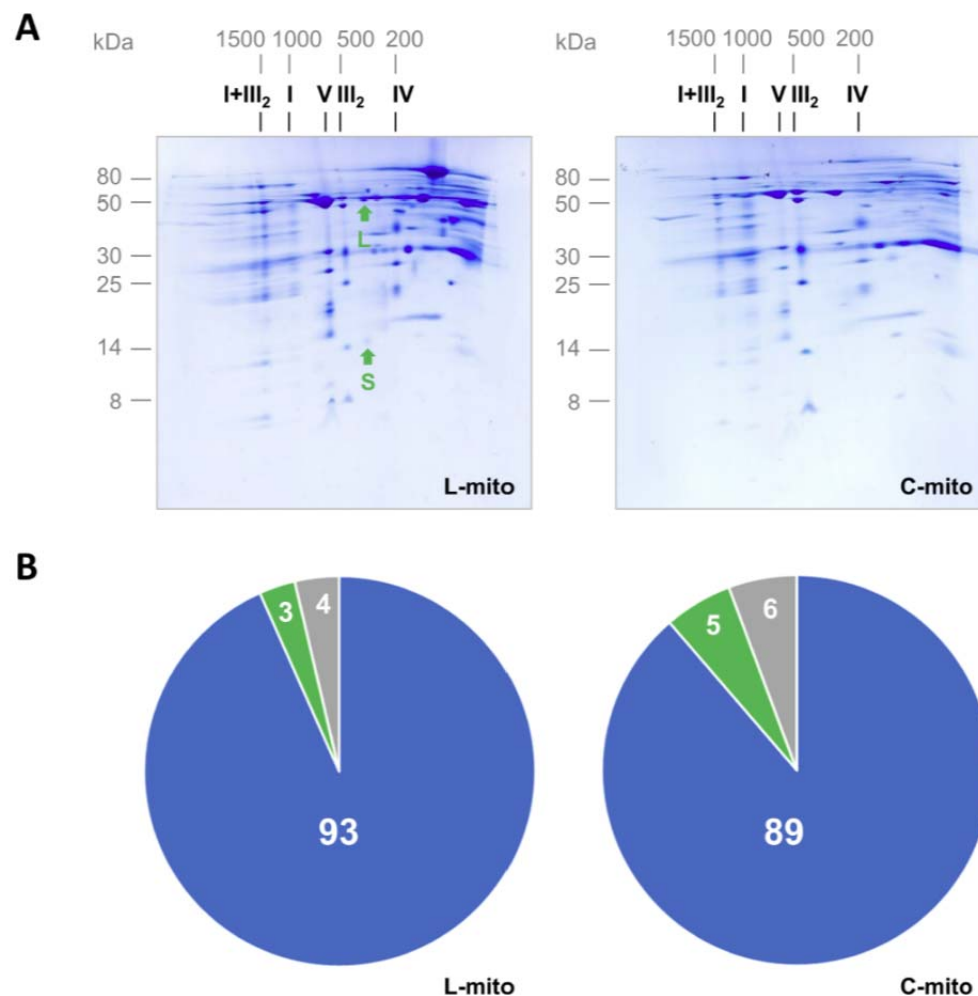 A
kDa 1500 1000 500 200 kDa 1500 1000 500 200
I+III₂ I V III₂ IV I+III₂ I V III₂ IV
80 80
50 50
L
30 30
25 25
14 14
S
8 8
L-mito C-mito
B
3 4 5 6
93 89
L-mito C-mito